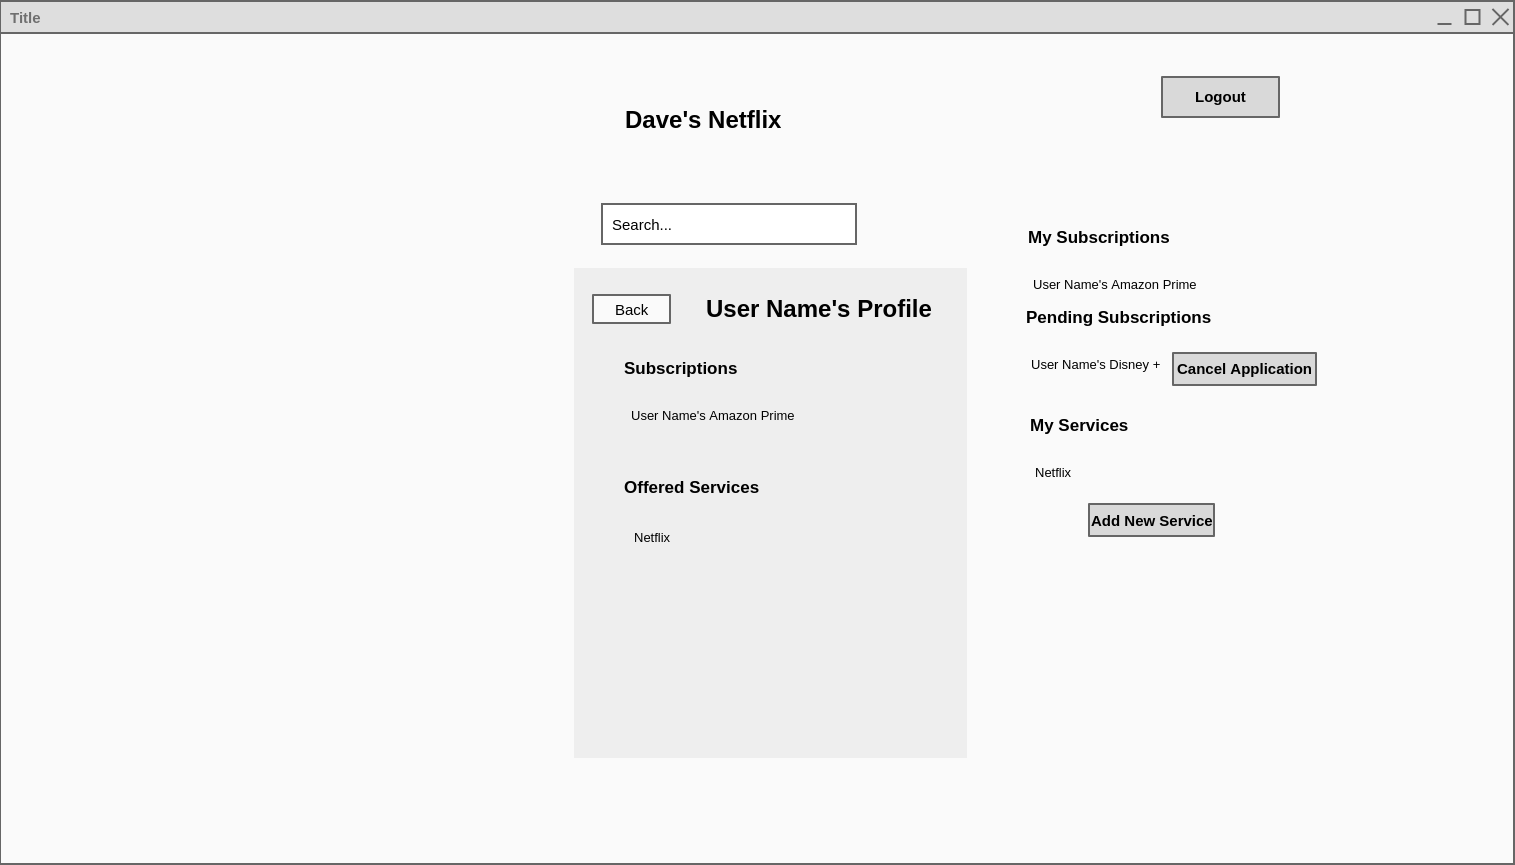 Title
Logout
Dave's Netflix
Search...
Back
User Name's Profile
Subscriptions
User Name's Amazon Prime
Offered Services
Netflix
My Subscriptions
User Name's Amazon Prime
Pending Subscriptions
User Name's Disney +
Cancel Application
My Services
Netflix
Add New Service